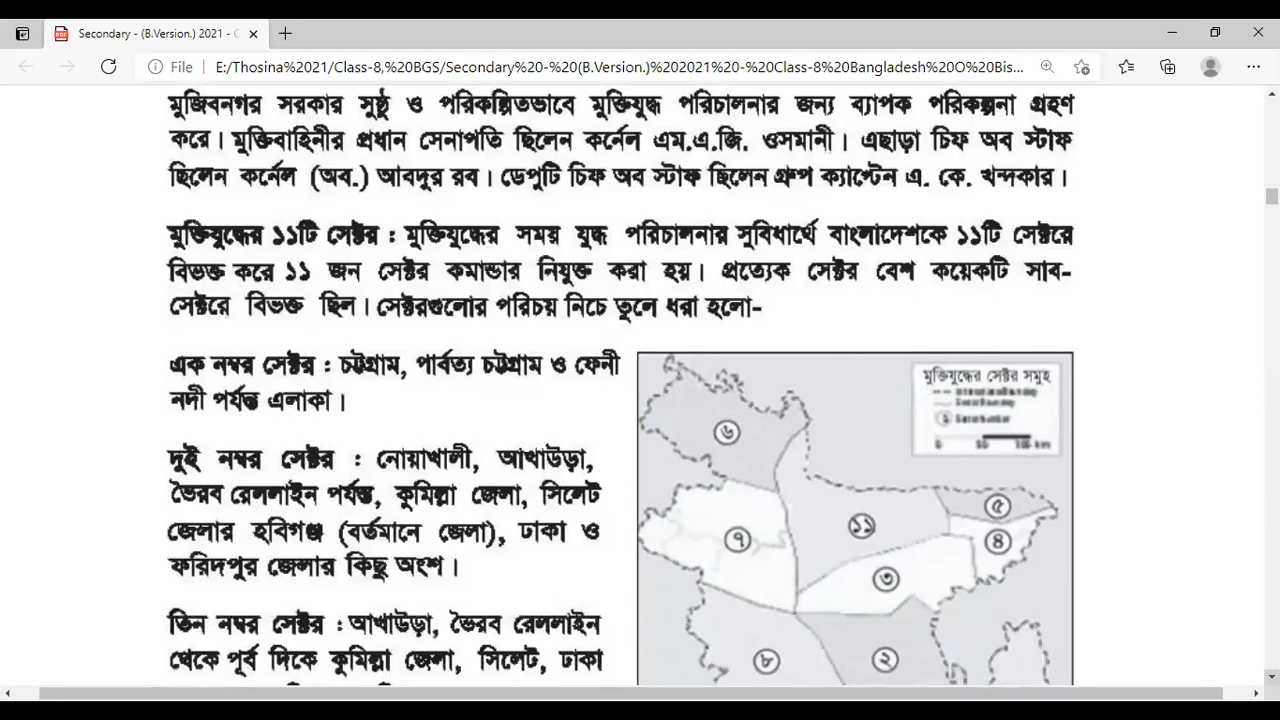 Secondary - (B.Version.) 2021 - C
File
E:/Thosina%2021/Class-8,%20BGS/Secondary%20-%20(B.Version.)%202021%20-%20Class-8%20Bangladesh%20O%20Bis...
মুজিবনগর সরকার সুষ্ঠু ও পরিকল্পিতভাবে মুক্তিযুদ্ধ পরিচালনার জন্য ব্যাপক পরিকল্পনা গ্রহণ
করে। মুক্তিবাহিনীর প্রধান সেনাপতি ছিলেন কর্নেল এম.এ.জি. ওসমানী। এছাড়া চিফ অব স্টাফ
ছিলেন কর্নেল (অব.) আবদুর রব। ডেপুটি চিফ অব স্টাফ ছিলেন গ্রুপ ক্যাপ্টেন এ. কে. খন্দকার।
মুক্তিযুদ্ধের ১১টি সেক্টর : মুক্তিযুদ্ধের সময় যুদ্ধ পরিচালনার সুবিধার্থে বাংলাদেশকে ১১টি সেক্টরে
বিভক্ত করে ১১ জন সেক্টর কমান্ডার নিযুক্ত করা হয়। প্রত্যেক সেক্টর বেশ কয়েকটি সাব-
সেক্টরে বিভক্ত ছিল। সেক্টরগুলোর পরিচয় নিচে তুলে ধরা হলো-
এক নম্বর সেক্টর : চট্টগ্রাম, পার্বত্য চট্টগ্রাম ও ফেনী
নদী পর্যন্ত এলাকা।
দুই নম্বর সেক্টর : নোয়াখালী, আখাউড়া,
ভৈরব রেললাইন পর্যন্ত, কুমিল্লা জেলা, সিলেট
জেলার হবিগঞ্জ (বর্তমানে জেলা), ঢাকা ও
ফরিদপুর জেলার কিছু অংশ।
তিন নম্বর সেক্টর : আখাউড়া, ভৈরব রেললাইন
থেকে পূর্ব দিকে কুমিল্লা জেলা, সিলেট, ঢাকা
মুক্তিযুদ্ধের সেক্টর সমূহ
0 50 100 km
৬
৫
১১
৭
৪
৩
৮
২